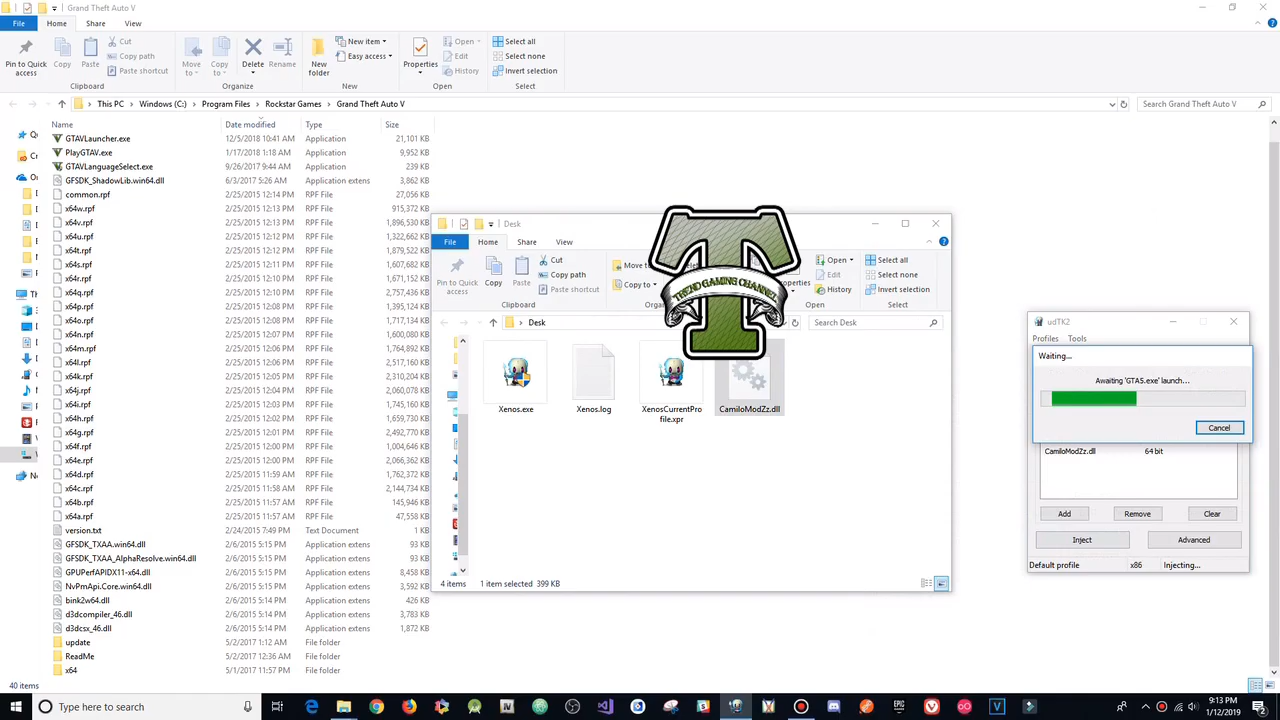 Grand Theft Auto V
File Home Share View
Pin to Quick access
Copy
Paste
Cut
Copy path
Paste shortcut
Move to
Copy to
Delete
Rename
New folder
New item
Easy access
Properties
Open
Edit
History
Select all
Select none
Invert selection
Clipboard Organize New Open Select
This PC Windows (C:) Program Files Rockstar Games Grand Theft Auto V
Search Grand Theft Auto V
Name Date modified Type Size
GTAVLauncher.exe 12/5/2018 10:41 AM Application 21,101 KB
PlayGTAV.exe 1/17/2018 1:18 AM Application 9,952 KB
GTAVLanguageSelect.exe 9/26/2017 9:44 AM Application 239 KB
GFSDK_ShadowLib.win64.dll 6/3/2017 5:26 AM Application extens 3,862 KB
common.rpf 2/25/2015 12:14 PM RPF File 27,056 KB
x64w.rpf 2/25/2015 12:13 PM RPF File 915,372 KB
x64v.rpf 2/25/2015 12:13 PM RPF File 1,896,530 KB
x64u.rpf 2/25/2015 12:12 PM RPF File 1,322,662 KB
x64t.rpf 2/25/2015 12:11 PM RPF File 1,879,522 KB
x64s.rpf 2/25/2015 12:11 PM RPF File 1,607,682 KB
x64r.rpf 2/25/2015 12:11 PM RPF File 1,671,152 KB
x64q.rpf 2/25/2015 12:10 PM RPF File 2,757,436 KB
x64p.rpf 2/25/2015 12:08 PM RPF File 1,395,124 KB
x64o.rpf 2/25/2015 12:08 PM RPF File 1,717,134 KB
x64n.rpf 2/25/2015 12:07 PM RPF File 1,600,080 KB
x64m.rpf 2/25/2015 12:07 PM RPF File 1,764,892 KB
x64l.rpf 2/25/2015 12:06 PM RPF File 2,517,160 KB
x64k.rpf 2/25/2015 12:05 PM RPF File 2,210,304 KB
x64j.rpf 2/25/2015 12:04 PM RPF File 2,060,078 KB
x64i.rpf 2/25/2015 12:03 PM RPF File 1,745,160 KB
x64h.rpf 2/25/2015 12:02 PM RPF File 1,659,730 KB
x64g.rpf 2/25/2015 12:01 PM RPF File 2,492,770 KB
x64f.rpf 2/25/2015 12:00 PM RPF File 1,004,646 KB
x64e.rpf 2/25/2015 12:00 PM RPF File 2,066,362 KB
x64d.rpf 2/25/2015 11:59 AM RPF File 1,762,372 KB
x64c.rpf 2/25/2015 11:58 AM RPF File 2,144,734 KB
x64b.rpf 2/25/2015 11:57 AM RPF File 145,946 KB
x64a.rpf 2/25/2015 11:57 AM RPF File 47,558 KB
version.txt 2/24/2015 7:49 PM Text Document 1 KB
GFSDK_TXAA.win64.dll 2/6/2015 5:15 PM Application extens 93 KB
GFSDK_TXAA_AlphaResolve.win64.dll 2/6/2015 5:15 PM Application extens 93 KB
GPUPerfAPIDX11-x64.dll 2/6/2015 5:15 PM Application extens 8,458 KB
NvPmApi.Core.win64.dll 2/6/2015 5:15 PM Application extens 3,592 KB
bink2w64.dll 2/6/2015 5:14 PM Application extens 426 KB
d3dcompiler_46.dll 2/6/2015 5:14 PM Application extens 3,783 KB
d3dcsx_46.dll 2/6/2015 5:14 PM Application extens 1,872 KB
update 5/2/2017 1:12 AM File folder
ReadMe 5/2/2017 12:36 AM File folder
x64 5/1/2017 11:57 PM File folder
40 items
Desk
File Home Share View
Pin to Quick access
Copy
Paste
Cut
Copy path
Paste shortcut
Move to
Copy to
Open
Edit
History
Select all
Select none
Invert selection
Clipboard Open Select
TREND GAMING CHANNEL
Desk
Search Desk
Xenos.exe
Xenos.log
XenosCurrentProfile.xpr
CamiloModZz.dll
4 items 1 item selected 399 KB
udTK2
Profiles Tools
Waiting...
Awaiting 'GTA5.exe' launch...
Cancel
CamiloModZz.dll 64 bit
Add Remove Clear
Inject Advanced
Default profile x86 Injecting...
Type here to search
9:13 PM
1/12/2019